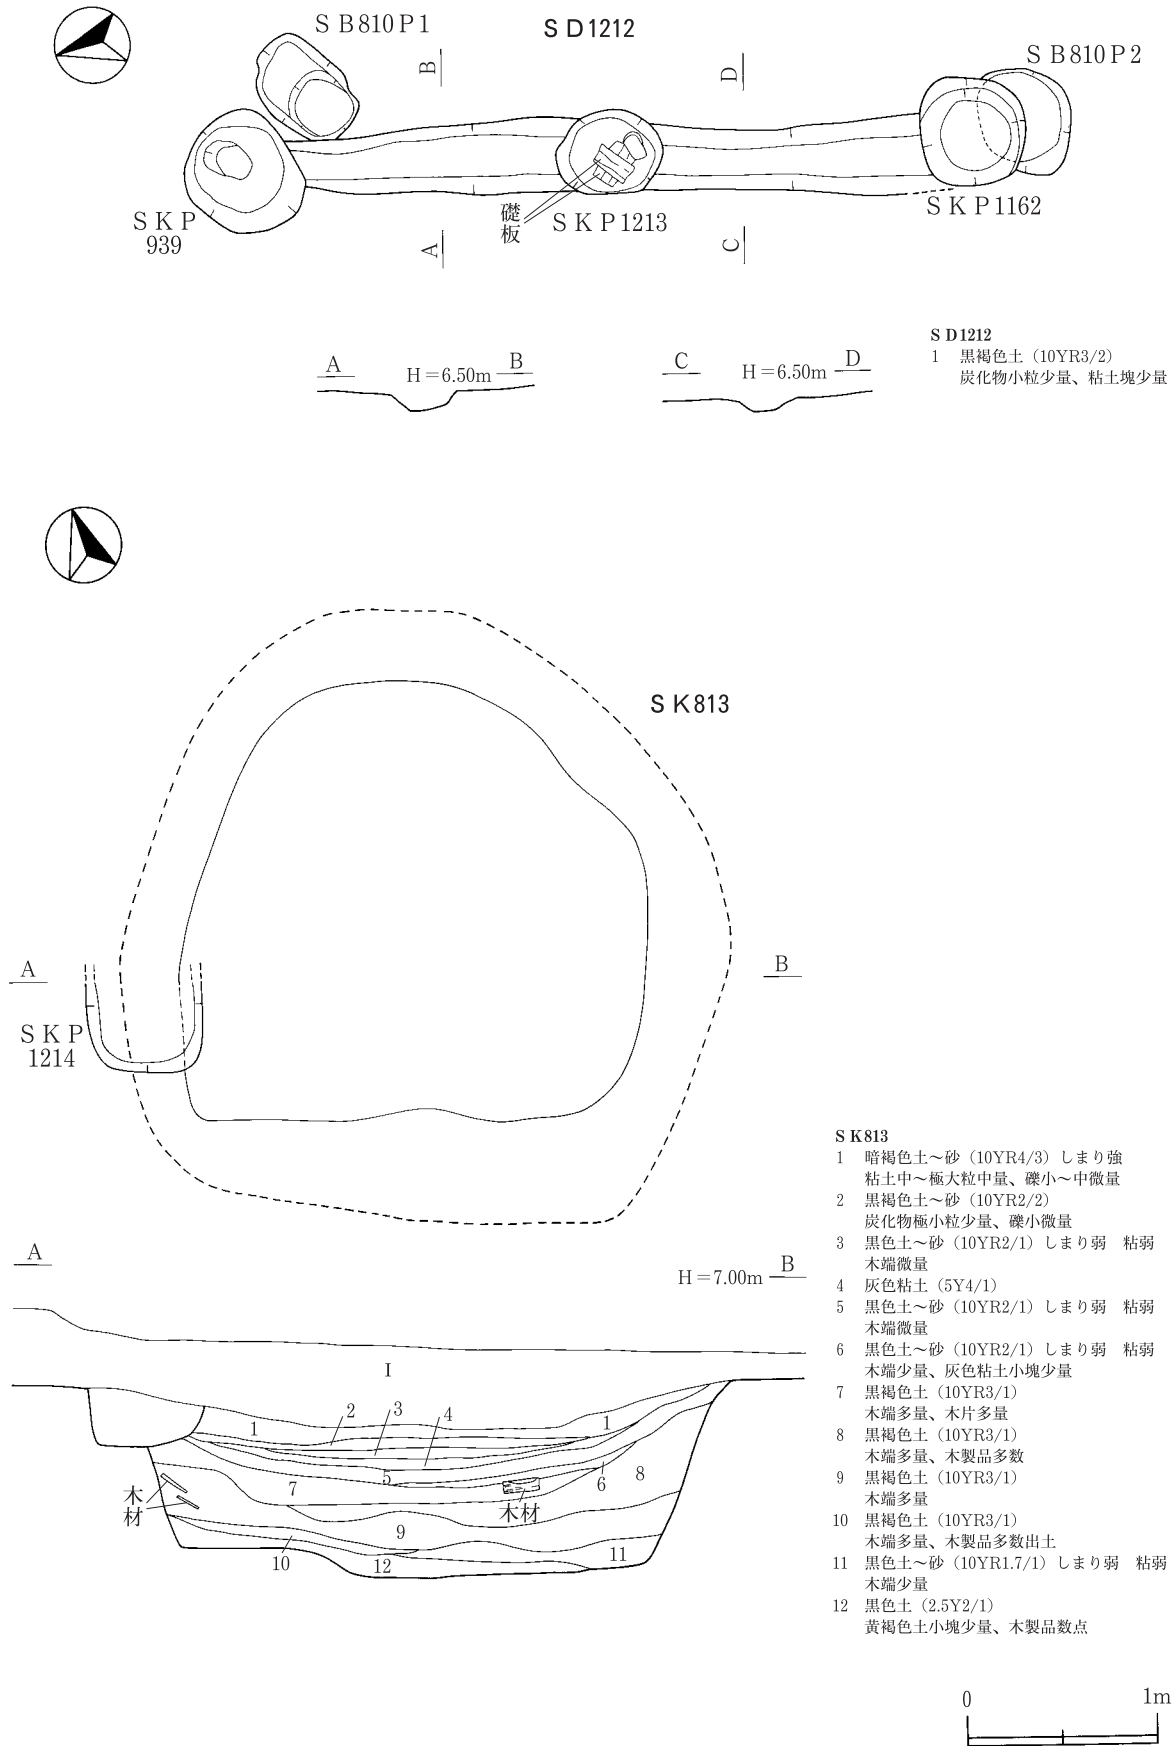 ＳＢ810Ｐ1
ＳＤ1212
ＳＢ810Ｐ2
B
D
ＳＫＰ
939
礎板
ＳＫＰ1213
ＳＫＰ1162
A
C
A
H＝6.50m
B
C
H＝6.50m
D
ＳＤ1212
1　黒褐色土（10YR3/2）
炭化物小粒少量、粘土塊少量
ＳＫ813
A
B
ＳＫＰ
1214
A
H＝7.00m
B
I
1
2
3
4
1
5
6
7
8
木材
木材
9
10
12
11
ＳＫ813
1　暗褐色土～砂（10YR4/3）しまり強
粘土中～極大粒中量、礫小～中微量
2　黒褐色土～砂（10YR2/2）
炭化物極小粒少量、礫小微量
3　黒色土～砂（10YR2/1）しまり弱　粘弱
木端微量
4　灰色粘土（5Y4/1）
5　黒色土～砂（10YR2/1）しまり弱　粘弱
木端微量
6　黒色土～砂（10YR2/1）しまり弱　粘弱
木端少量、灰色粘土小塊少量
7　黒褐色土（10YR3/1）
木端多量、木片多量
8　黒褐色土（10YR3/1）
木端多量、木製品多数
9　黒褐色土（10YR3/1）
木端多量
10　黒褐色土（10YR3/1）
木端多量、木製品多数出土
11　黒色土～砂（10YR1.7/1）しまり弱　粘弱
木端少量
12　黒色土（2.5Y2/1）
黄褐色土小塊少量、木製品数点
0
1m